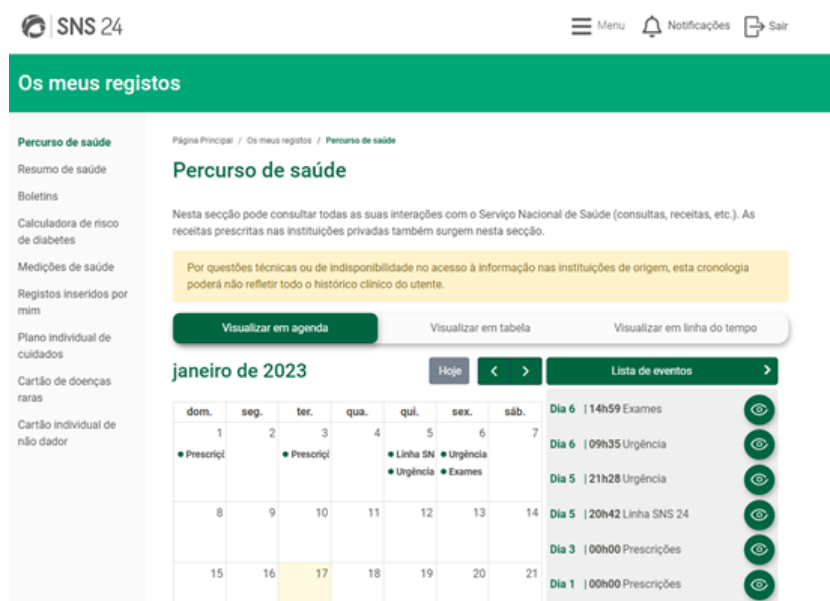 SNS 24
Menu
Notificações
Sair
Os meus registos
Percurso de saúde
Resumo de saúde
Boletins
Calculadora de risco
de diabetes
Medições de saúde
Registos inseridos por
mim
Plano individual de
cuidados
Cartão de doenças
raras
Cartão individual de
não dador
Página Principal / Os meus registos / Percurso de saúde
Percurso de saúde
Nesta secção pode consultar todas as suas interações com o Serviço Nacional de Saúde (consultas, receitas, etc.). As
receitas prescritas nas instituições privadas também surgem nesta secção.
Por questões técnicas ou de indisponibilidade no acesso à informação nas instituições de origem, esta cronologia
poderá não refletir todo o histórico clínico do utente.
Visualizar em agenda
Visualizar em tabela
Visualizar em linha do tempo
janeiro de 2023
Hoje
dom. seg. ter. qua. qui. sex. sáb.
1 2 3 4 5 6 7
Prescriçõ Prescriçõ Linha SN Urgência
Urgência Exames
8 9 10 11 12 13 14
15 16 17 18 19 20 21
Lista de eventos
Dia 6 | 14h59 Exames
Dia 6 | 09h35 Urgência
Dia 5 | 21h28 Urgência
Dia 5 | 20h42 Linha SNS 24
Dia 3 | 00h00 Prescrições
Dia 1 | 00h00 Prescrições